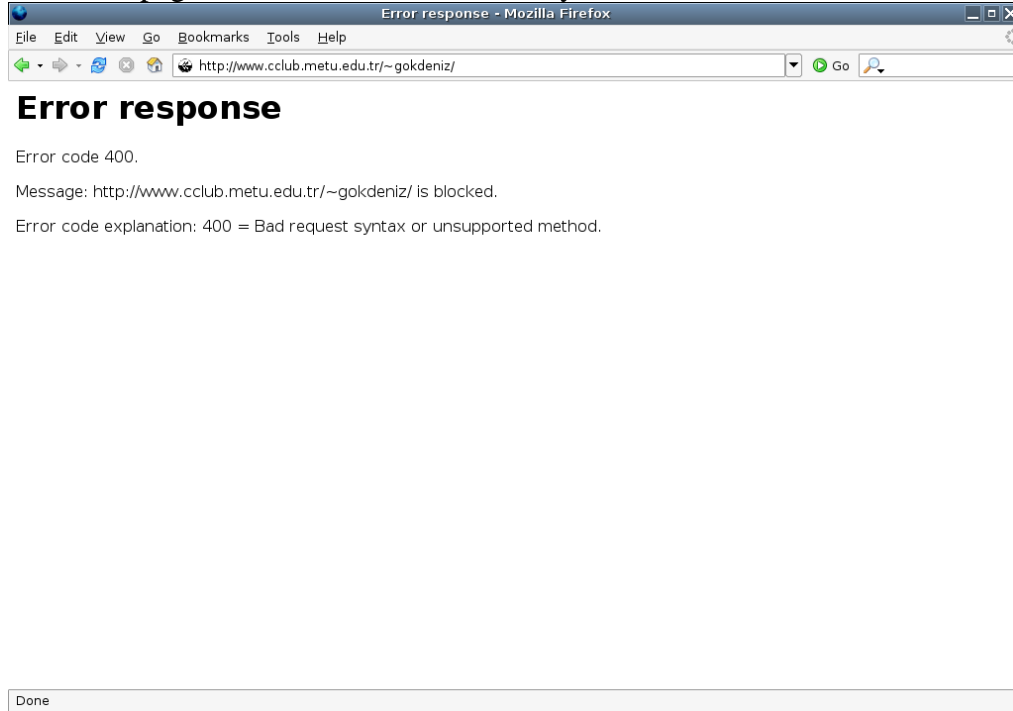 Error response - Mozilla Firefox
File Edit View Go Bookmarks Tools Help
http://www.cclub.metu.edu.tr/~gokdeniz/ Go
Error response
Error code 400.
Message: http://www.cclub.metu.edu.tr/~gokdeniz/ is blocked.
Error code explanation: 400 = Bad request syntax or unsupported method.
Done